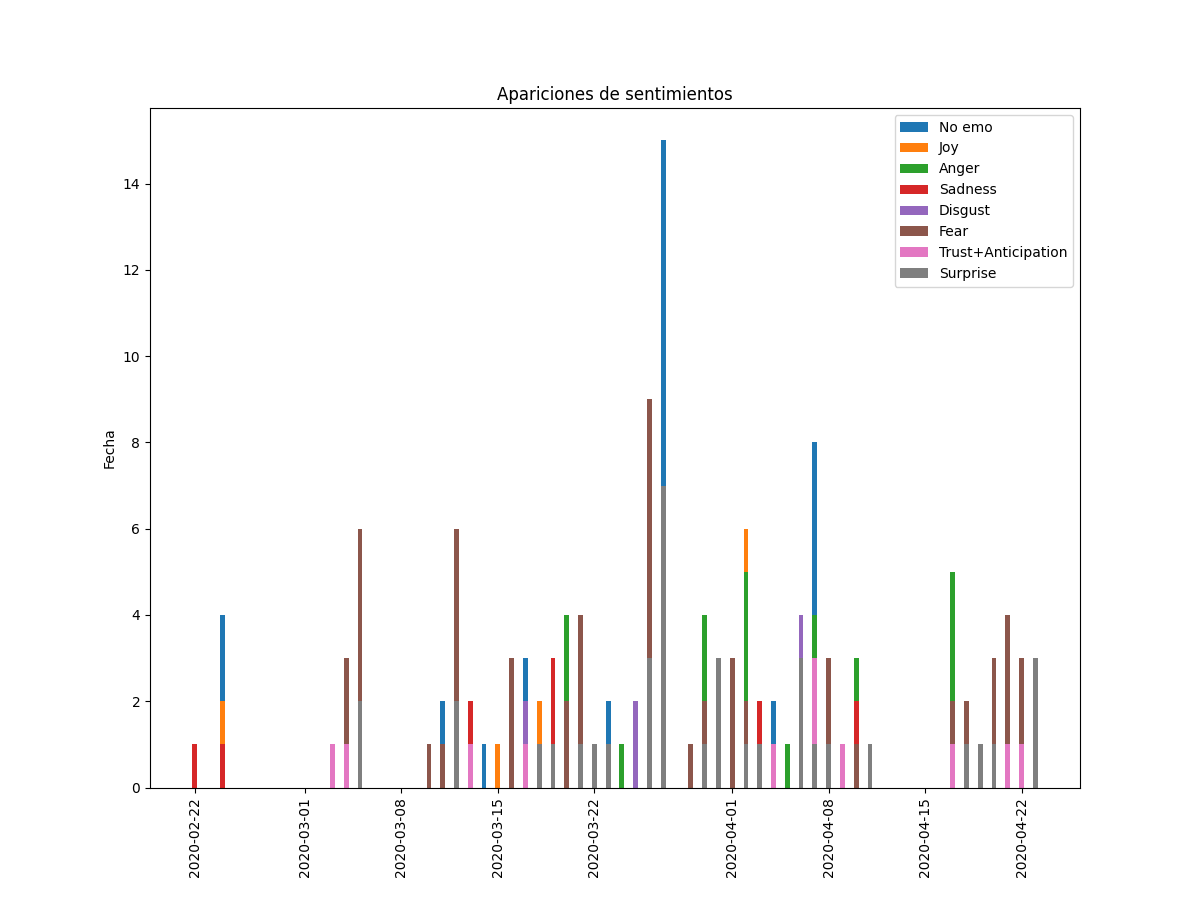 Apariciones de sentimientos
No emo
Joy
Anger
Sadness
Disgust
Fear
Trust+Anticipation
Surprise
Fecha
14
12
10
8
6
4
2
0
2020-02-22
2020-03-01
2020-03-08
2020-03-15
2020-03-22
2020-04-01
2020-04-08
2020-04-15
2020-04-22